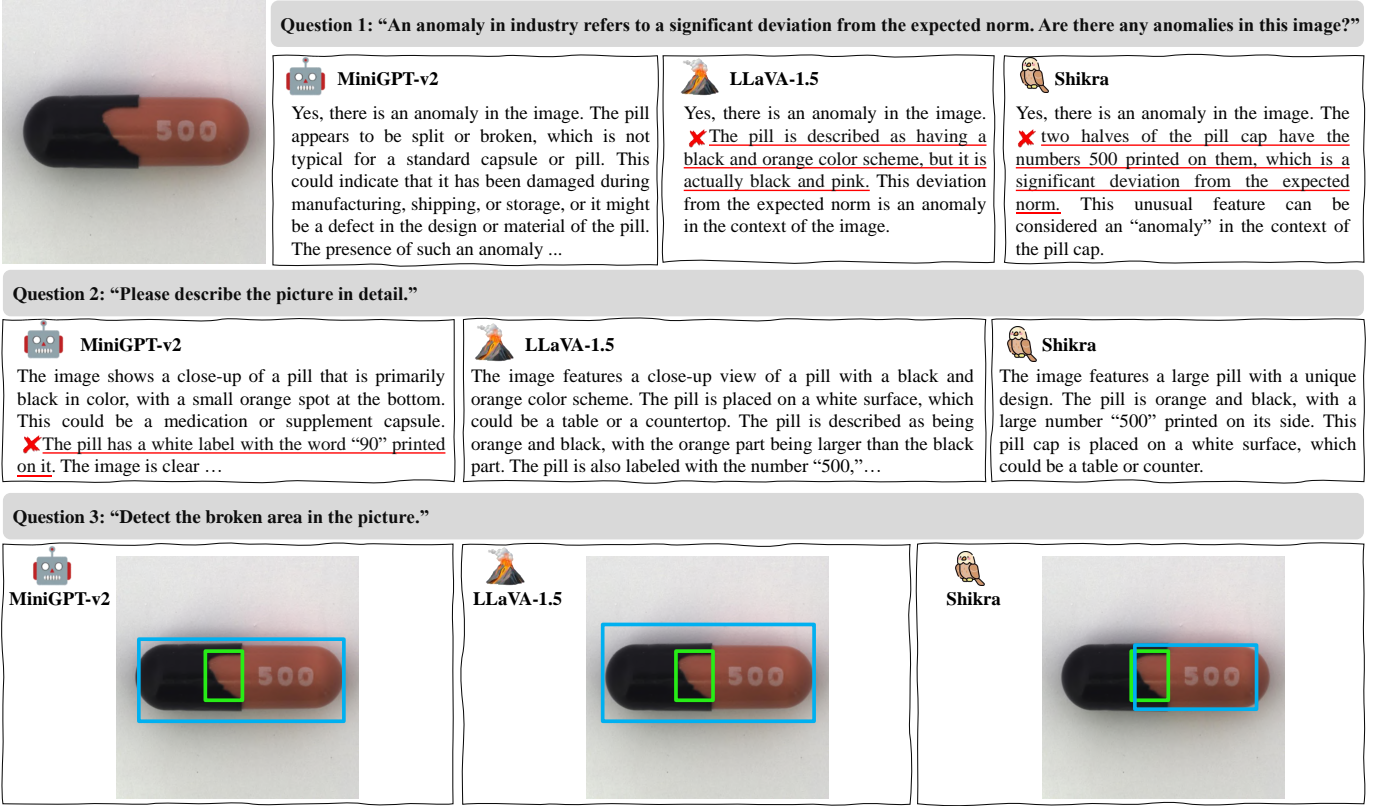 500
Question 1: “An anomaly in industry refers to a significant deviation from the expected norm. Are there any anomalies in this image?”
MiniGPT-v2
Yes, there is an anomaly in the image. The pill
appears to be split or broken, which is not
typical for a standard capsule or pill. This
could indicate that it has been damaged during
manufacturing, shipping, or storage, or it might
be a defect in the design or material of the pill.
The presence of such an anomaly ...
LLaVA-1.5
Yes, there is an anomaly in the image.
The pill is described as having a
black and orange color scheme, but it is
actually black and pink. This deviation
from the expected norm is an anomaly
in the context of the image.
Shikra
Yes, there is an anomaly in the image. The
two halves of the pill cap have the
numbers 500 printed on them, which is a
significant deviation from the expected
norm. This unusual feature can be
considered an “anomaly” in the context of
the pill cap.
Question 2: “Please describe the picture in detail.”
MiniGPT-v2
The image shows a close-up of a pill that is primarily
black in color, with a small orange spot at the bottom.
This could be a medication or supplement capsule.
The pill has a white label with the word “90” printed
on it. The image is clear …
LLaVA-1.5
The image features a close-up view of a pill with a black and
orange color scheme. The pill is placed on a white surface, which
could be a table or a countertop. The pill is described as being
orange and black, with the orange part being larger than the black
part. The pill is also labeled with the number “500,”…
Shikra
The image features a large pill with a unique
design. The pill is orange and black, with a
large number “500” printed on its side. This
pill cap is placed on a white surface, which
could be a table or counter.
Question 3: “Detect the broken area in the picture.”
MiniGPT-v2
500
LLaVA-1.5
500
Shikra
500